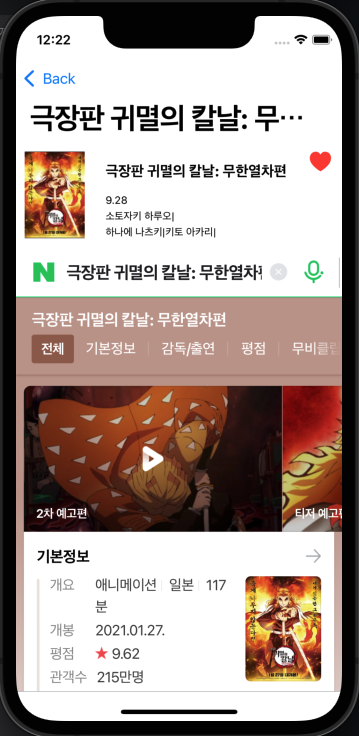 12:22
Back
극장판 귀멸의 칼날: 무…
극장판 귀멸의 칼날: 무한열차편
9.28
소토자키 하루오|
하나에 나츠키|키토 아카리|
N 극장판 귀멸의 칼날: 무한열차편
극장판 귀멸의 칼날: 무한열차편
전체 기본정보 감독/출연 평점 무비클립
2차 예고편 티저 예고편
기본정보
개요 애니메이션 일본 117
분
개봉 2021.01.27.
평점 ★ 9.62
관객수 215만명